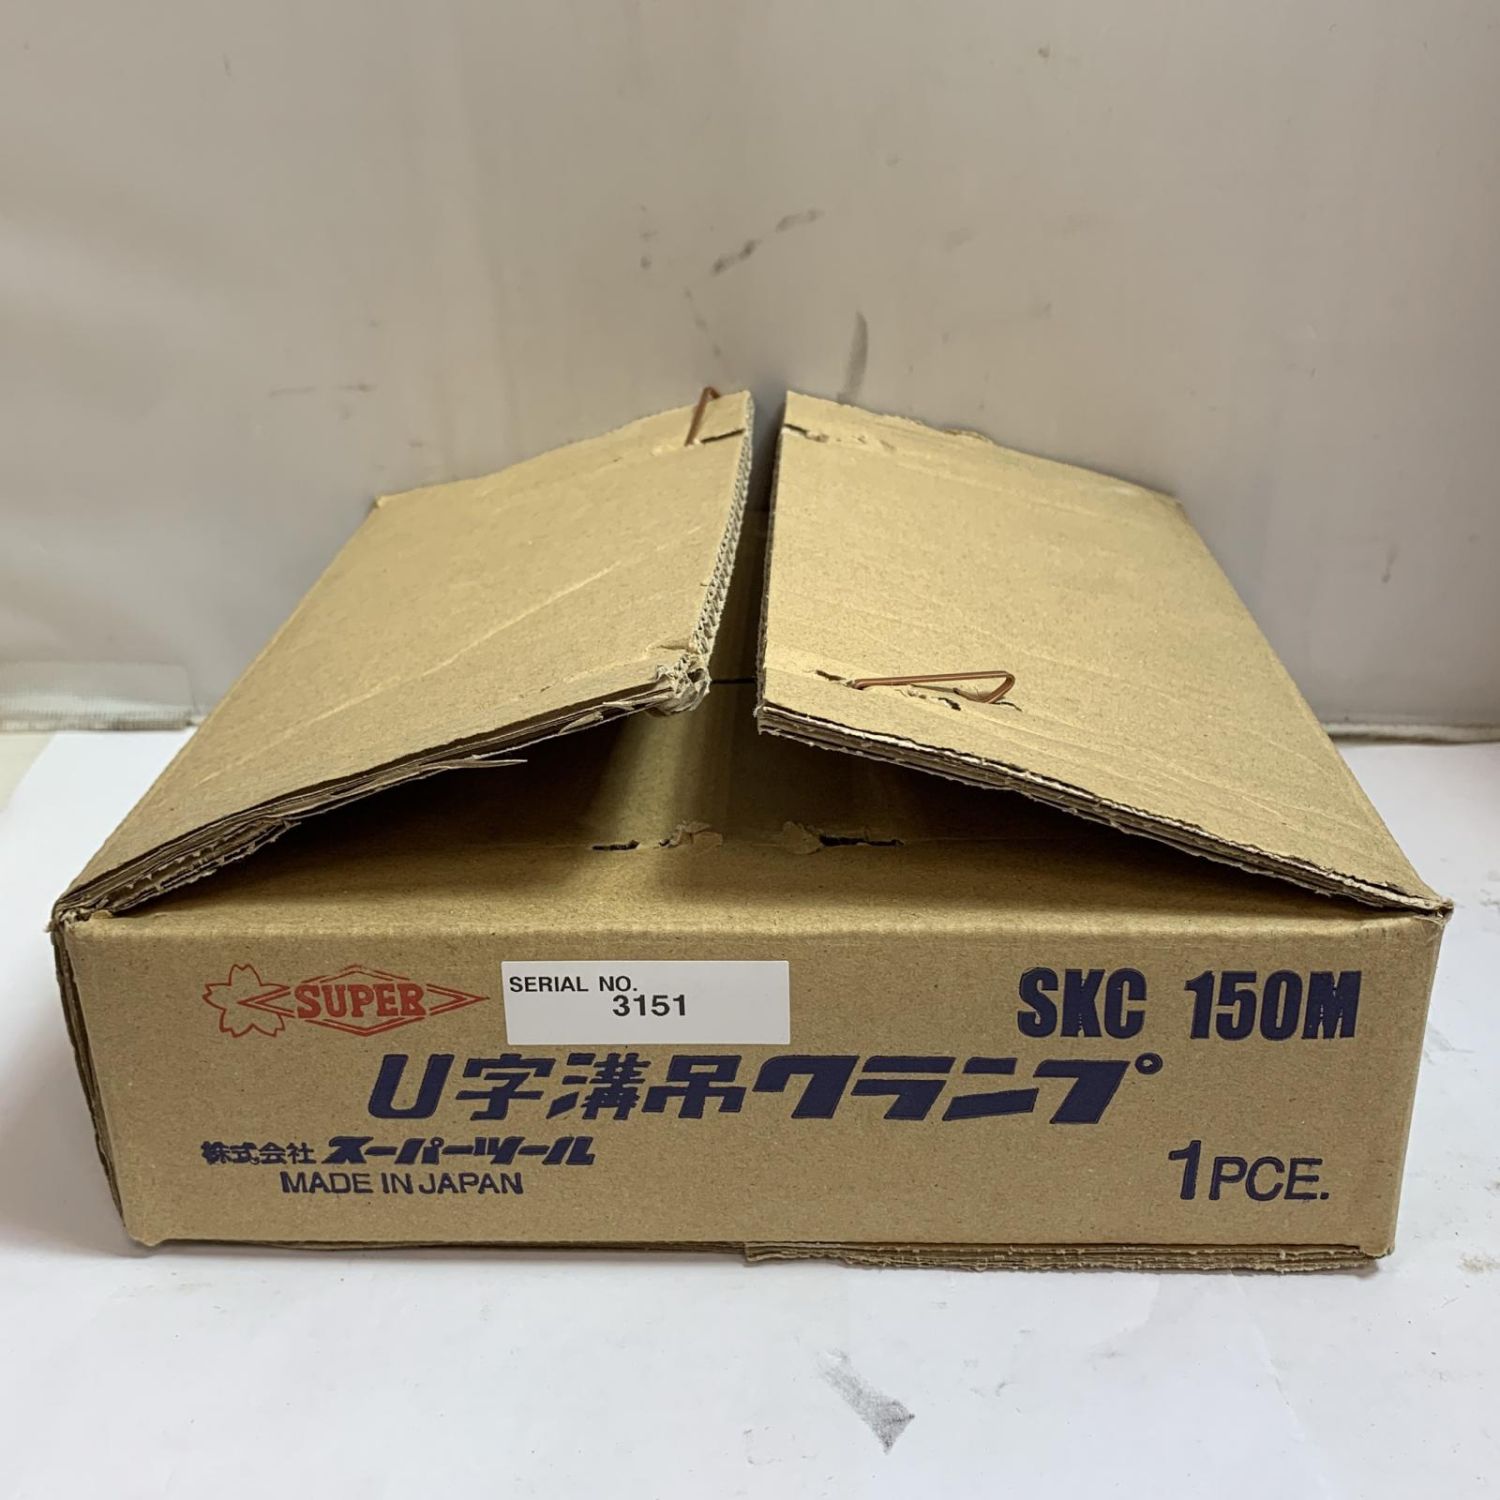 SUPER
SERIAL NO.
3151
SKC 150M
U字溝吊クランプ
株式会社 スーパーツール
MADE IN JAPAN
1PCE.